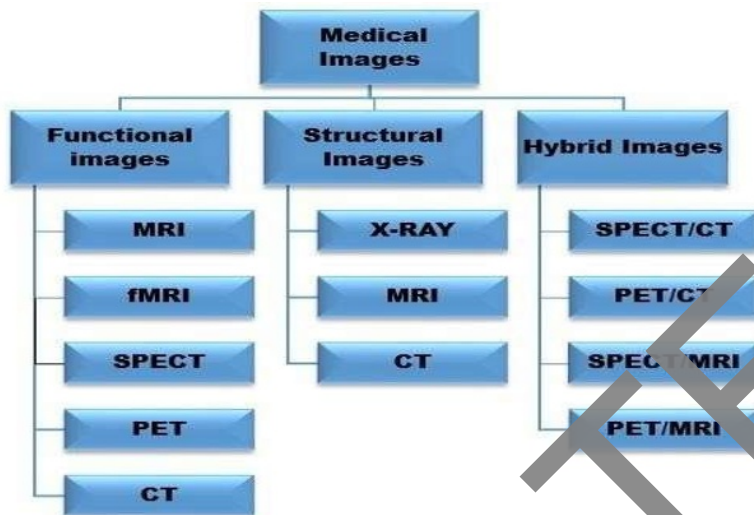 Medical
Images
Functional
images
Structural
Images
Hybrid Images
MRI
X-RAY
SPECT/CT
fMRI
MRI
PET/CT
SPECT
CT
SPECT/MRI
PET
PET/MRI
CT